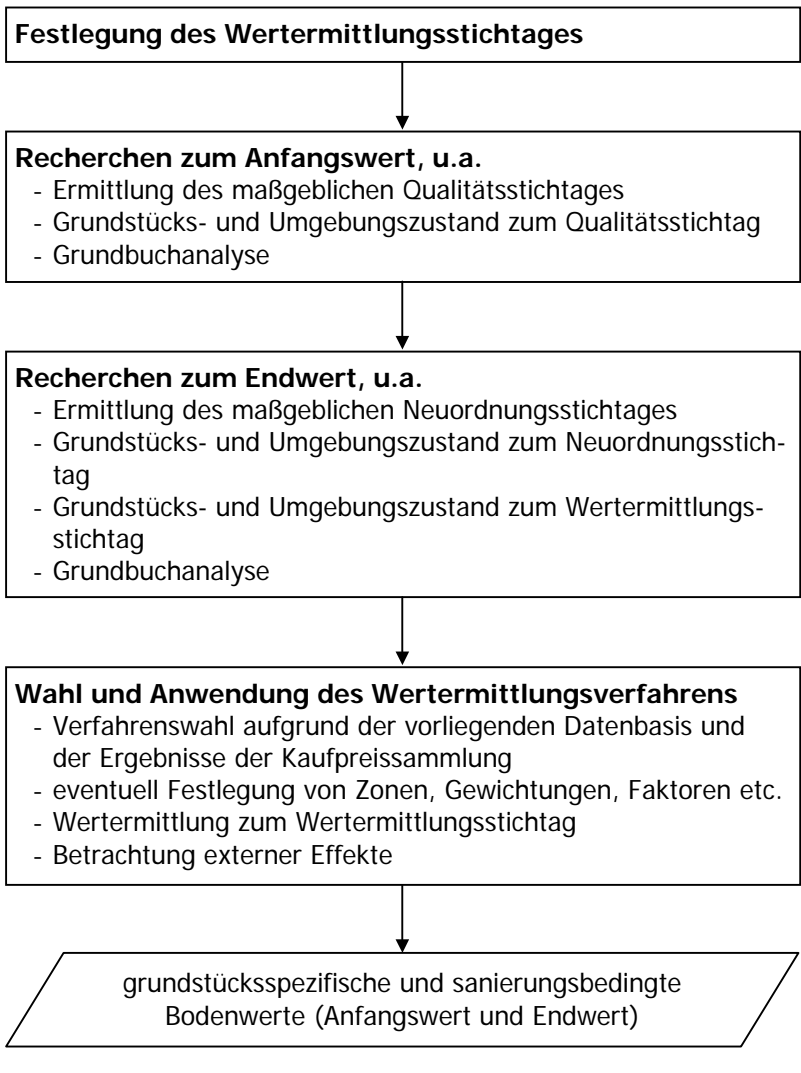 Festlegung des Wertermittlungsstichtages
Recherchen zum Anfangswert, u.a.
- Ermittlung des maßgeblichen Qualitätsstichtages
- Grundstücks- und Umgebungszustand zum Qualitätsstichtag
- Grundbuchanalyse
Recherchen zum Endwert, u.a.
- Ermittlung des maßgeblichen Neuordnungsstichtages
- Grundstücks- und Umgebungszustand zum Neuordnungsstich-
tag
- Grundstücks- und Umgebungszustand zum Wertermittlungs-
stichtag
- Grundbuchanalyse
Wahl und Anwendung des Wertermittlungsverfahrens
- Verfahrenswahl aufgrund der vorliegenden Datenbasis und
der Ergebnisse der Kaufpreissammlung
- eventuell Festlegung von Zonen, Gewichtungen, Faktoren etc.
- Wertermittlung zum Wertermittlungsstichtag
- Betrachtung externer Effekte
grundstücksspezifische und sanierungsbedingte
Bodenwerte (Anfangswert und Endwert)